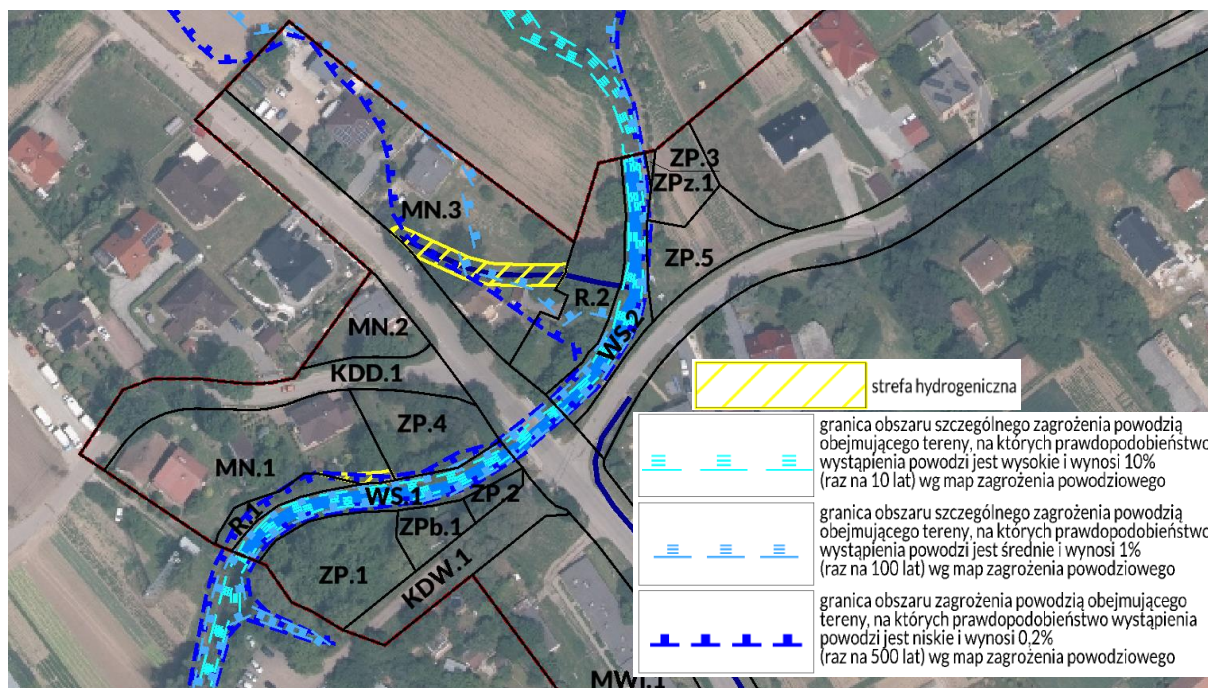 ZP.3
ZPz.1
MN.3
ZP.5
R.2
WS.2
MN.2
KDD.1
ZP.4
MN.1
WS.1
ZP.2
R.1
ZPb.1
ZP.1
KDW.1
MW1.1
strefa hydrogeniczna
granica obszaru szczególnego zagrożenia powodzią
obejmującego tereny, na których prawdopodobieństwo
wystąpienia powodzi jest wysokie i wynosi 10%
(raz na 10 lat) wg map zagrożenia powodziowego
granica obszaru szczególnego zagrożenia powodzią
obejmującego tereny, na których prawdopodobieństwo
wystąpienia powodzi jest średnie i wynosi 1%
(raz na 100 lat) wg map zagrożenia powodziowego
granica obszaru zagrożenia powodzią obejmującego
tereny, na których prawdopodobieństwo wystąpienia
powodzi jest niskie i wynosi 0,2%
(raz na 500 lat) wg map zagrożenia powodziowego